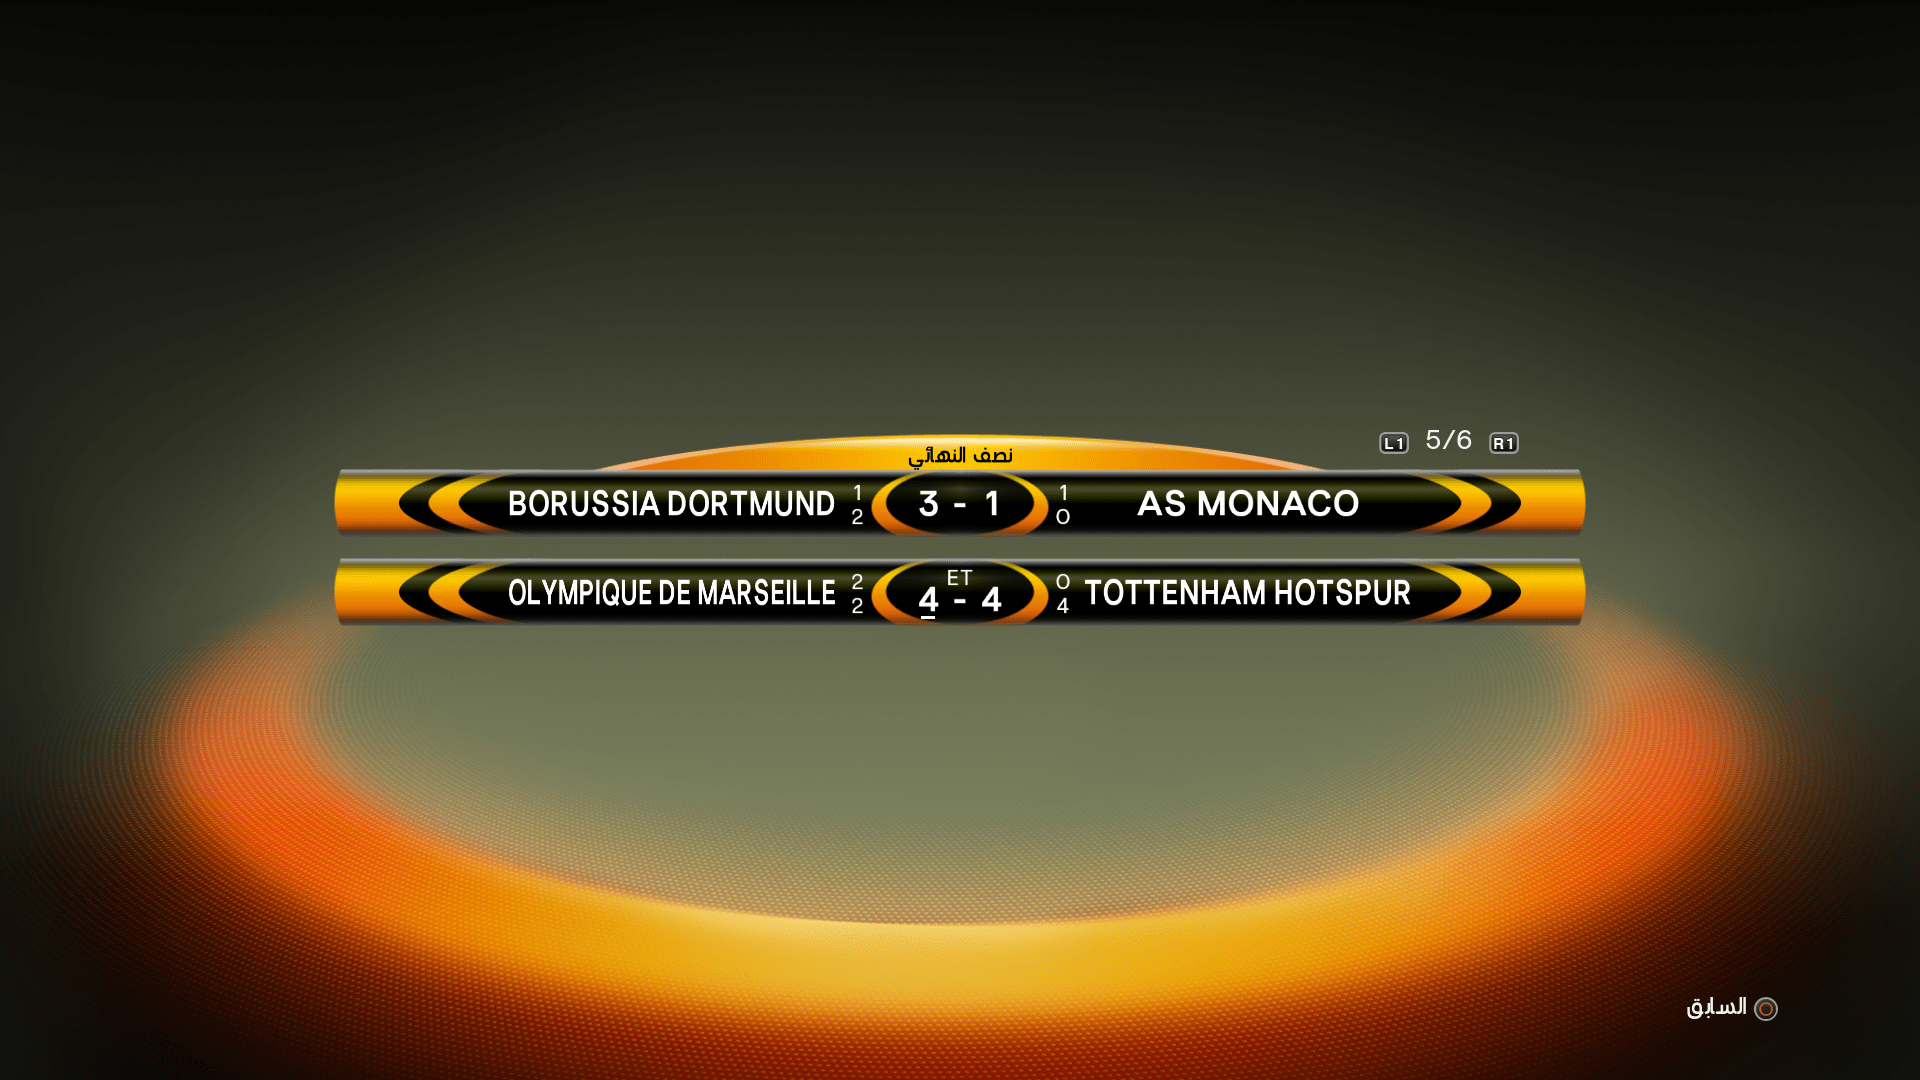 L1 5/6 R1
نصف النهائي
BORUSSIA DORTMUND 1 2 3 - 1 1 0 AS MONACO
OLYMPIQUE DE MARSEILLE 2 2 ET 4 - 4 0 4 TOTTENHAM HOTSPUR
السابق